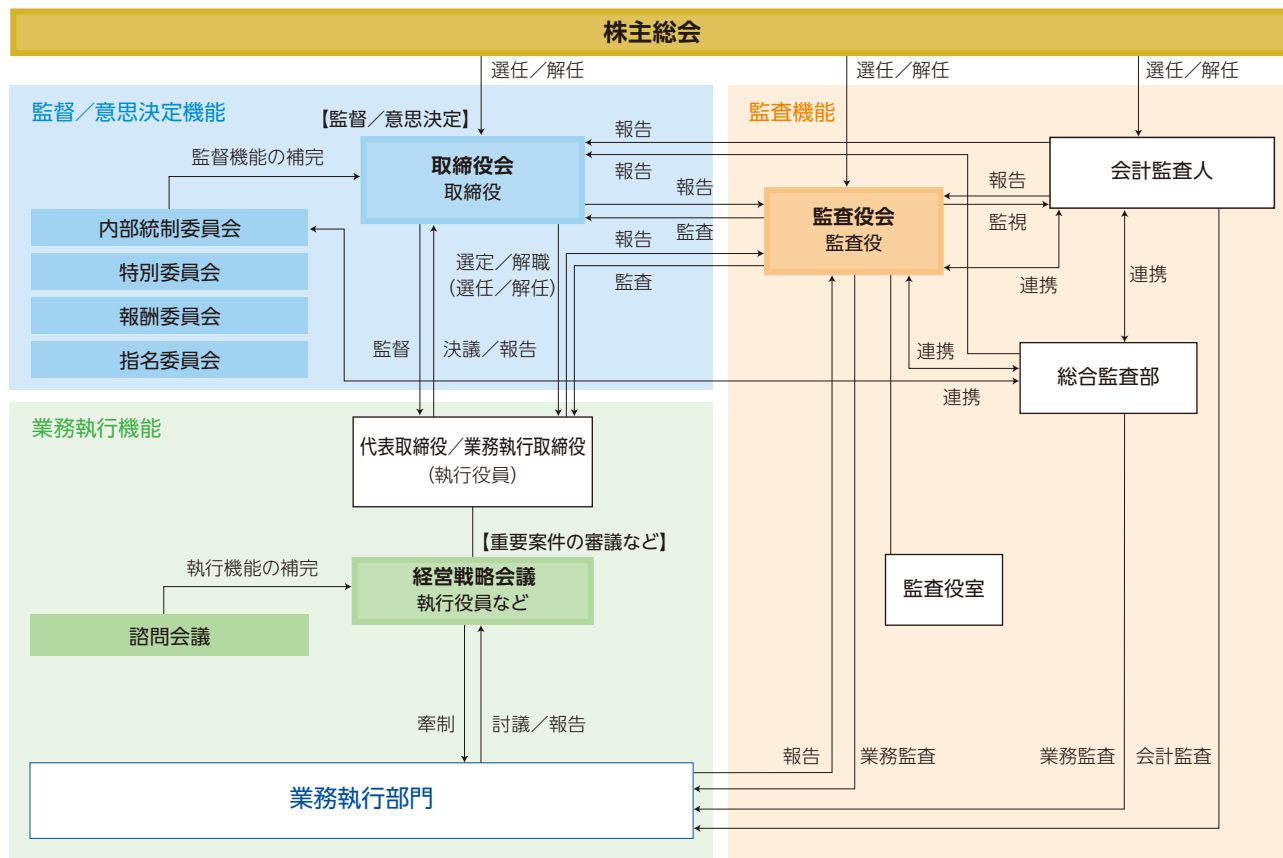 株主総会
選任／解任
選任／解任
選任／解任
監督／意思決定機能
監査機能
【監督／意思決定】
監督機能の補完
取締役会
取締役
報告
報告
報告
監査
報告
監査
会計監査人
報告
監視
監査役会
監査役
内部統制委員会
特別委員会
報酬委員会
指名委員会
選定／解職
(選任／解任)
監督
決議／報告
連携
連携
連携
連携
総合監査部
業務執行機能
代表取締役／業務執行取締役
(執行役員)
【重要案件の審議など】
執行機能の補完
経営戦略会議
執行役員など
諮問会議
監査役室
牽制
討議／報告
報告
業務監査
業務監査
会計監査
業務執行部門